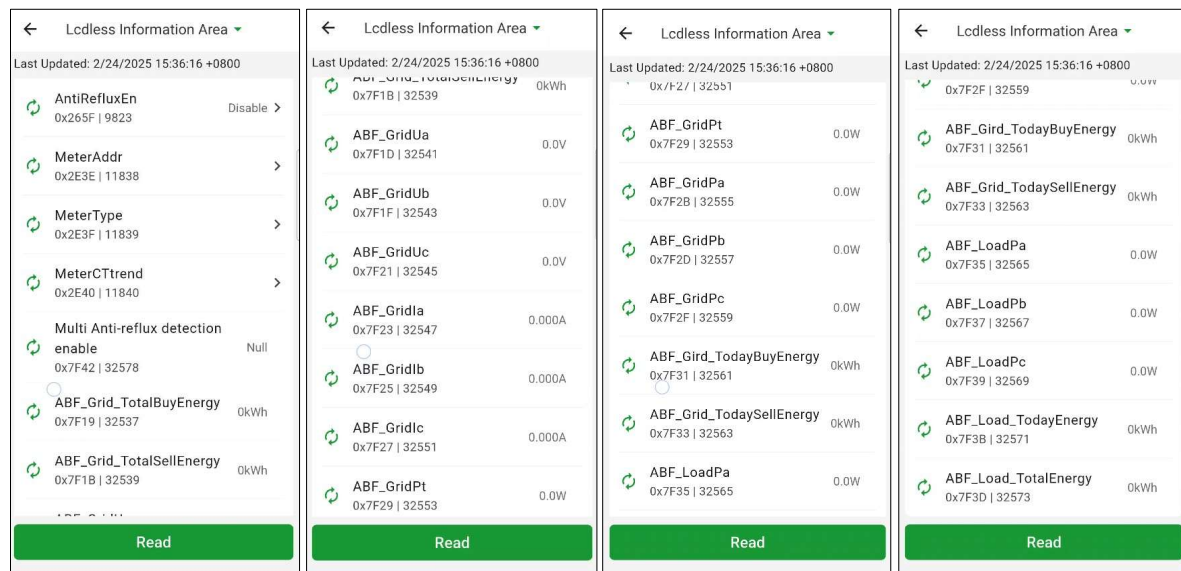 Lcdless Information Area
Last Updated: 2/24/2025 15:36:16 +0800
AntiRefluxEn
0x265F | 9823
Disable
MeterAddr
0x2E3E | 11838
MeterType
0x2E3F | 11839
MeterCTtrend
0x2E40 | 11840
Multi Anti-reflux detection
enable
Null
0x7F42 | 32578
ABF_Grid_TotalBuyEnergy
0x7F19 | 32537
0kWh
ABF_Grid_TotalSellEnergy
0x7F1B | 32539
0kWh
Read
Lcdless Information Area
Last Updated: 2/24/2025 15:36:16 +0800
ABF_Grid_TotalSellEnergy
0x7F1B | 32539
0kWh
ABF_GridUa
0x7F1D | 32541
0.0V
ABF_GridUb
0x7F1F | 32543
0.0V
ABF_GridUc
0x7F21 | 32545
0.0V
ABF_GridIa
0x7F23 | 32547
0.000A
ABF_GridIb
0x7F25 | 32549
0.000A
ABF_GridIc
0x7F27 | 32551
0.000A
ABF_GridPt
0x7F29 | 32553
0.0W
Read
Lcdless Information Area
Last Updated: 2/24/2025 15:36:16 +0800
0x7F27 | 32551
ABF_GridPt
0x7F29 | 32553
0.0W
ABF_GridPa
0x7F2B | 32555
0.0W
ABF_GridPb
0x7F2D | 32557
0.0W
ABF_GridPc
0x7F2F | 32559
0.0W
ABF_Gird_TodayBuyEnergy
0x7F31 | 32561
0kWh
ABF_Grid_TodaySellEnergy
0x7F33 | 32563
0kWh
ABF_LoadPa
0x7F35 | 32565
0.0W
Read
Lcdless Information Area
Last Updated: 2/24/2025 15:36:16 +0800
0x7F2F | 32559
0.0W
ABF_Gird_TodayBuyEnergy
0x7F31 | 32561
0kWh
ABF_Grid_TodaySellEnergy
0x7F33 | 32563
0kWh
ABF_LoadPa
0x7F35 | 32565
0.0W
ABF_LoadPb
0x7F37 | 32567
0.0W
ABF_LoadPc
0x7F39 | 32569
0.0W
ABF_Load_TodayEnergy
0x7F3B | 32571
0kWh
ABF_Load_TotalEnergy
0x7F3D | 32573
0kWh
Read